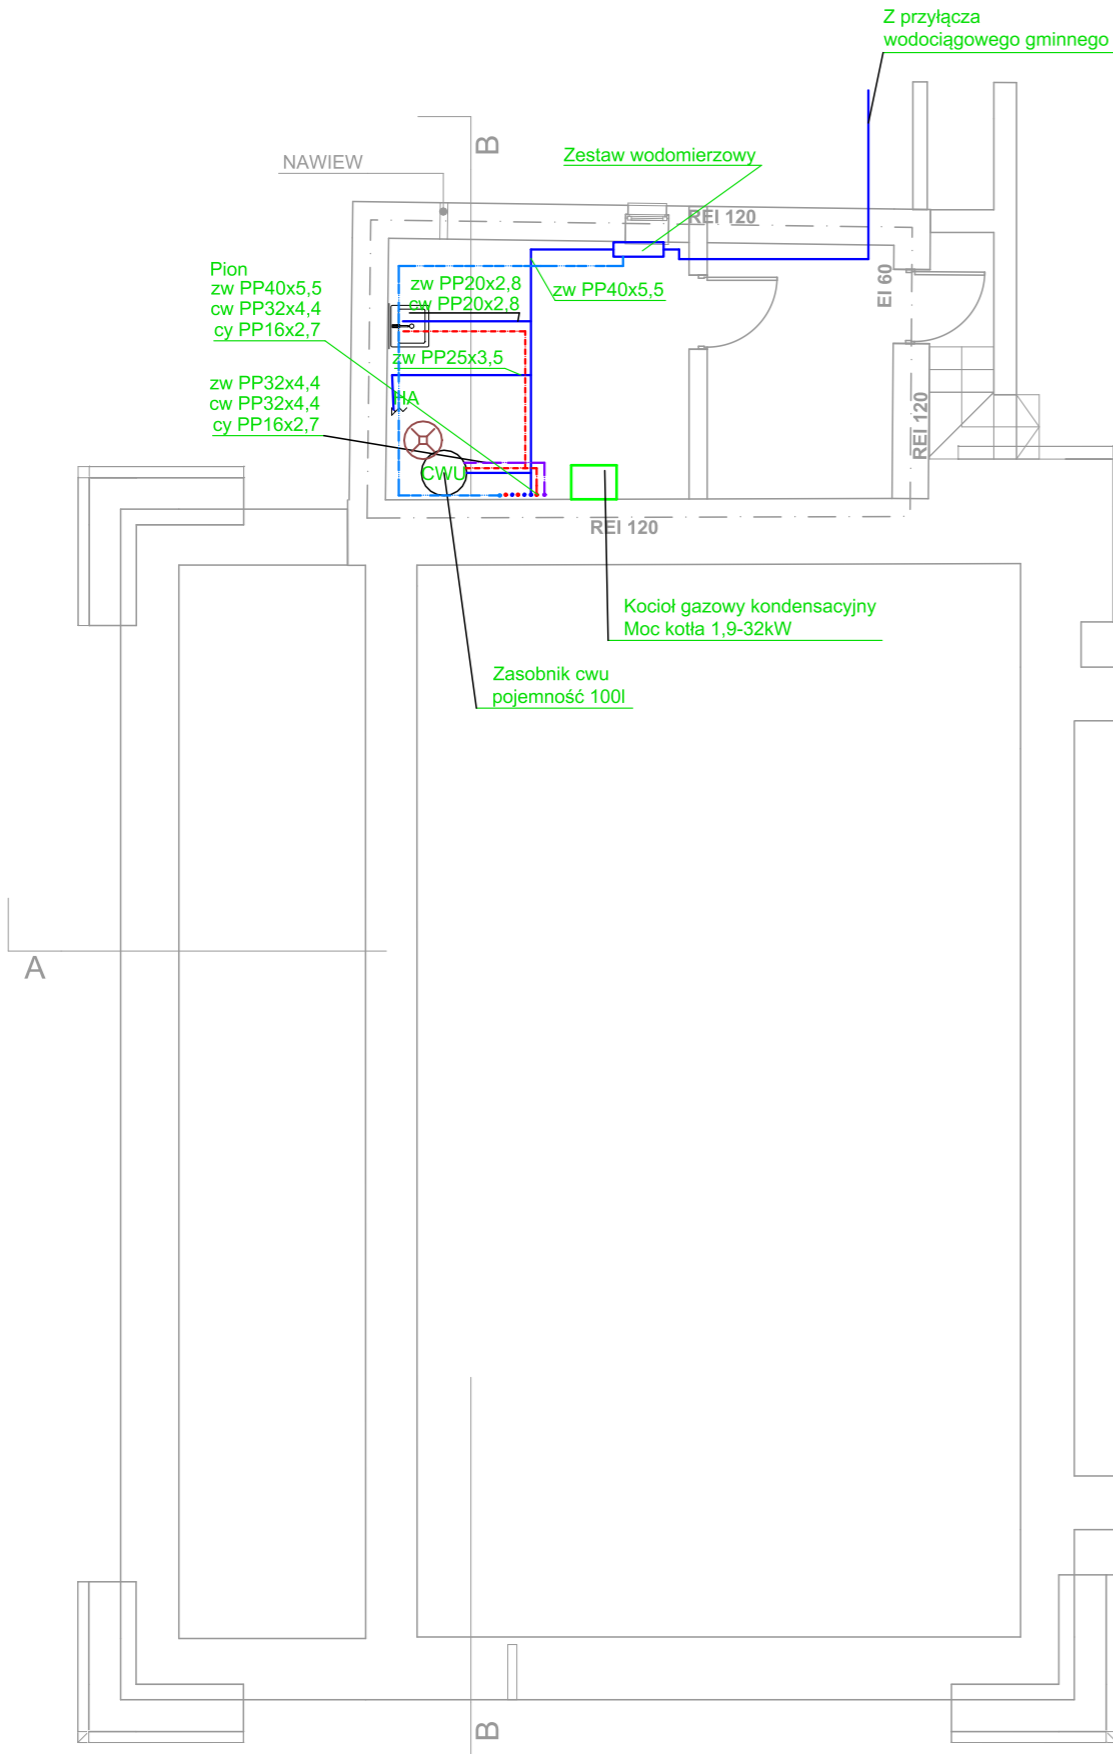 Z przyłącza
wodociągowego gminnego
B
NAWIEW
Zestaw wodomierzowy
REI 120
Pion
zw PP40x5,5
cw PP32x4,4
cy PP16x2,7
zw PP20x2,8
cw PP20x2,8
zw PP40x5,5
EI 60
zw PP25x3,5
zw PP32x4,4
cw PP32x4,4
cy PP16x2,7
HA
REI 120
CWU
REI 120
Kocioł gazowy kondensacyjny
Moc kotła 1,9-32kW
Zasobnik cwu
pojemność 100l
A
B